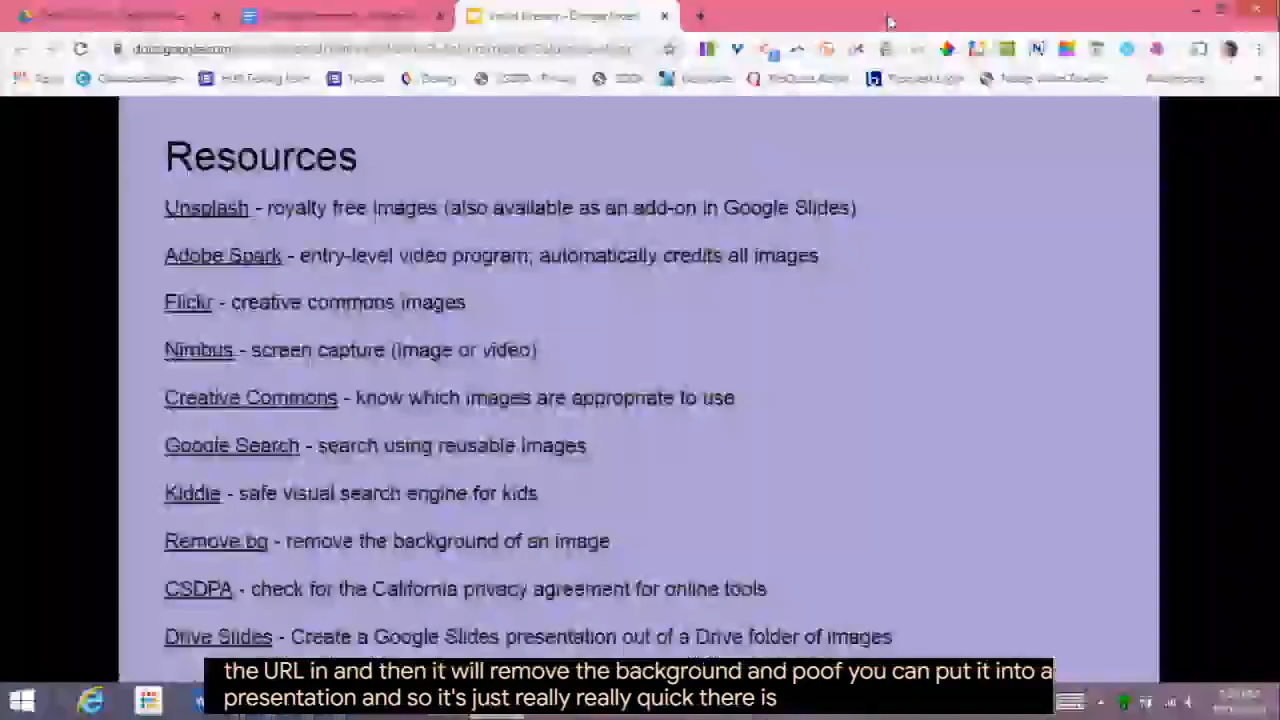 docs.google.com
Resources
Unsplash - royalty free images (also available as an add-on in Google Slides)
Adobe Spark - entry-level video program; automatically credits all images
Flickr - creative commons images
Nimbus - screen capture (image or video)
Creative Commons - know which images are appropriate to use
Google Search - search using reusable images
Kiddle - safe visual search engine for kids
Remove.bg - remove the background of an image
CSDPA - check for the California privacy agreement for online tools
Drive Slides - Create a Google Slides presentation out of a Drive folder of images
the URL in and then it will remove the background and poof you can put it into a
presentation and so it's just really really quick there is